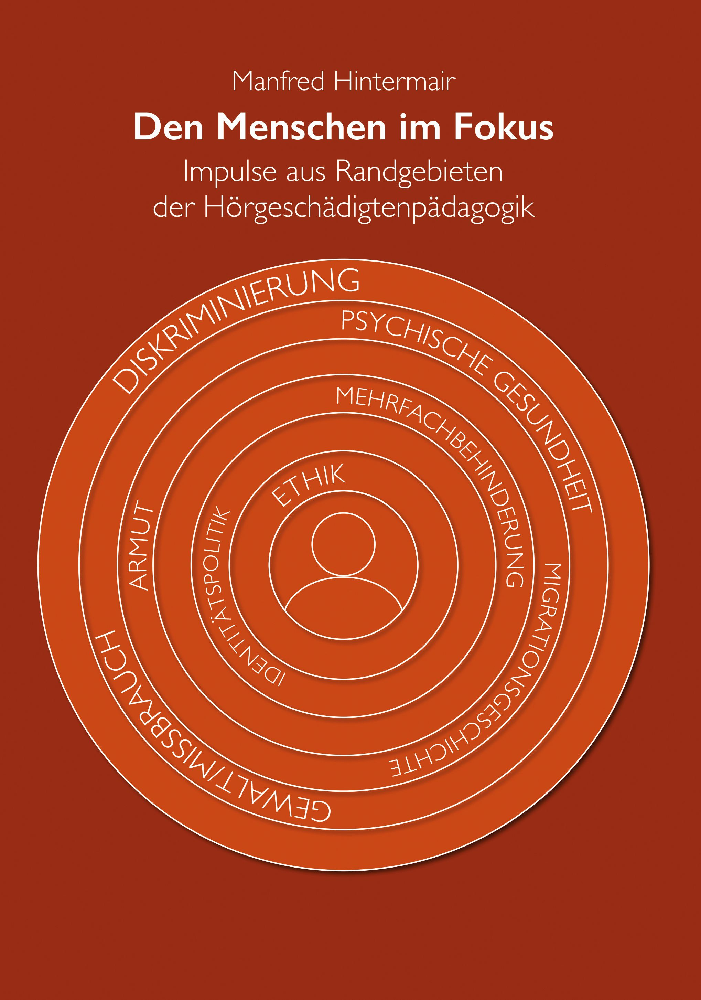 Manfred Hintermair
Den Menschen im Fokus
Impulse aus Randgebieten
der Hörgeschädigtenpädagogik
DISKRIMINIERUNG
PSYCHISCHE GESUNDHEIT
GEWALT/MISSBRAUCH
ARMUT
MIGRATIONSGESCHICHTE
MEHRFACHBEHINDERUNG
IDENTITÄTSPOLITIK
ETHIK